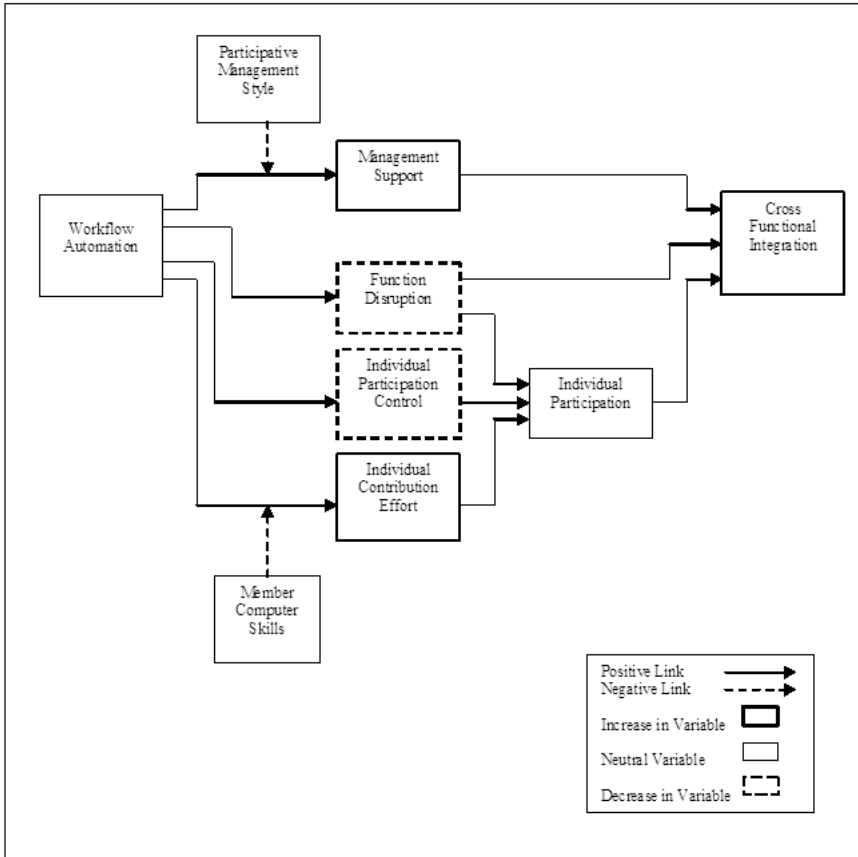 Participative
Management
Style
Management
Support
Workflow
Automation
Cross
Functional
Integration
Function
Disruption
Individual
Participation
Control
Individual
Participation
Individual
Contribution
Effort
Member
Computer
Skills
Positive Link
Negative Link
Increase in Variable
Neutral Variable
Decrease in Variable